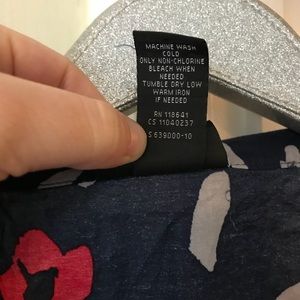 MACHINE WASH
COLD
ONLY NON-CHLORINE
BLEACH WHEN
NEEDED
TUMBLE DRY LOW
WARM IRON
IF NEEDED
RN 118641
CS 11040237
S 639000-10